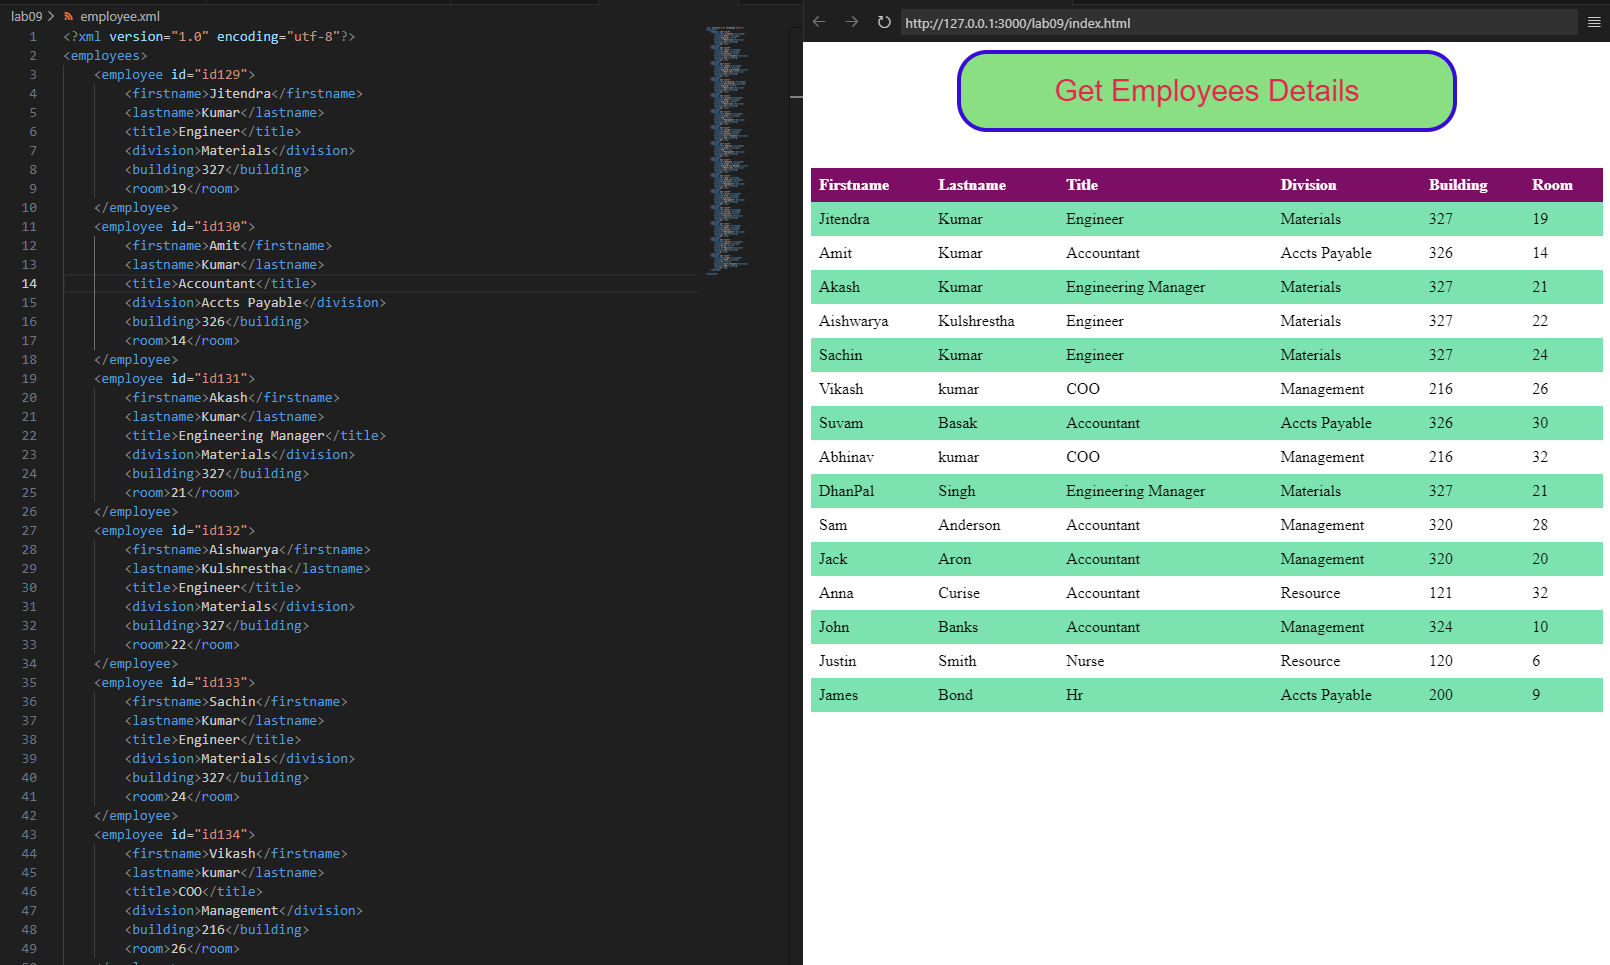 lab09 > employee.xml
1 <?xml version="1.0" encoding="utf-8"?>
2 <employees>
3 <employee id="id129">
4 <firstname>Jitendra</firstname>
5 <lastname>Kumar</lastname>
6 <title>Engineer</title>
7 <division>Materials</division>
8 <building>327</building>
9 <room>19</room>
10 </employee>
11 <employee id="id130">
12 <firstname>Amit</firstname>
13 <lastname>Kumar</lastname>
14 <title>Accountant</title>
15 <division>Accts Payable</division>
16 <building>326</building>
17 <room>14</room>
18 </employee>
19 <employee id="id131">
20 <firstname>Akash</firstname>
21 <lastname>Kumar</lastname>
22 <title>Engineering Manager</title>
23 <division>Materials</division>
24 <building>327</building>
25 <room>21</room>
26 </employee>
27 <employee id="id132">
28 <firstname>Aishwarya</firstname>
29 <lastname>Kulshrestha</lastname>
30 <title>Engineer</title>
31 <division>Materials</division>
32 <building>327</building>
33 <room>22</room>
34 </employee>
35 <employee id="id133">
36 <firstname>Sachin</firstname>
37 <lastname>Kumar</lastname>
38 <title>Engineer</title>
39 <division>Materials</division>
40 <building>327</building>
41 <room>24</room>
42 </employee>
43 <employee id="id134">
44 <firstname>Vikash</firstname>
45 <lastname>kumar</lastname>
46 <title>COO</title>
47 <division>Management</division>
48 <building>216</building>
49 <room>26</room>
http://127.0.0.1:3000/lab09/index.html
Get Employees Details
Firstname Lastname Title Division Building Room
Jitendra Kumar Engineer Materials 327 19
Amit Kumar Accountant Accts Payable 326 14
Akash Kumar Engineering Manager Materials 327 21
Aishwarya Kulshrestha Engineer Materials 327 22
Sachin Kumar Engineer Materials 327 24
Vikash kumar COO Management 216 26
Suvam Basak Accountant Accts Payable 326 30
Abhinav kumar COO Management 216 32
DhanPal Singh Engineering Manager Materials 327 21
Sam Anderson Accountant Management 320 28
Jack Aron Accountant Management 320 20
Anna Curise Accountant Resource 121 32
John Banks Accountant Management 324 10
Justin Smith Nurse Resource 120 6
James Bond Hr Accts Payable 200 9